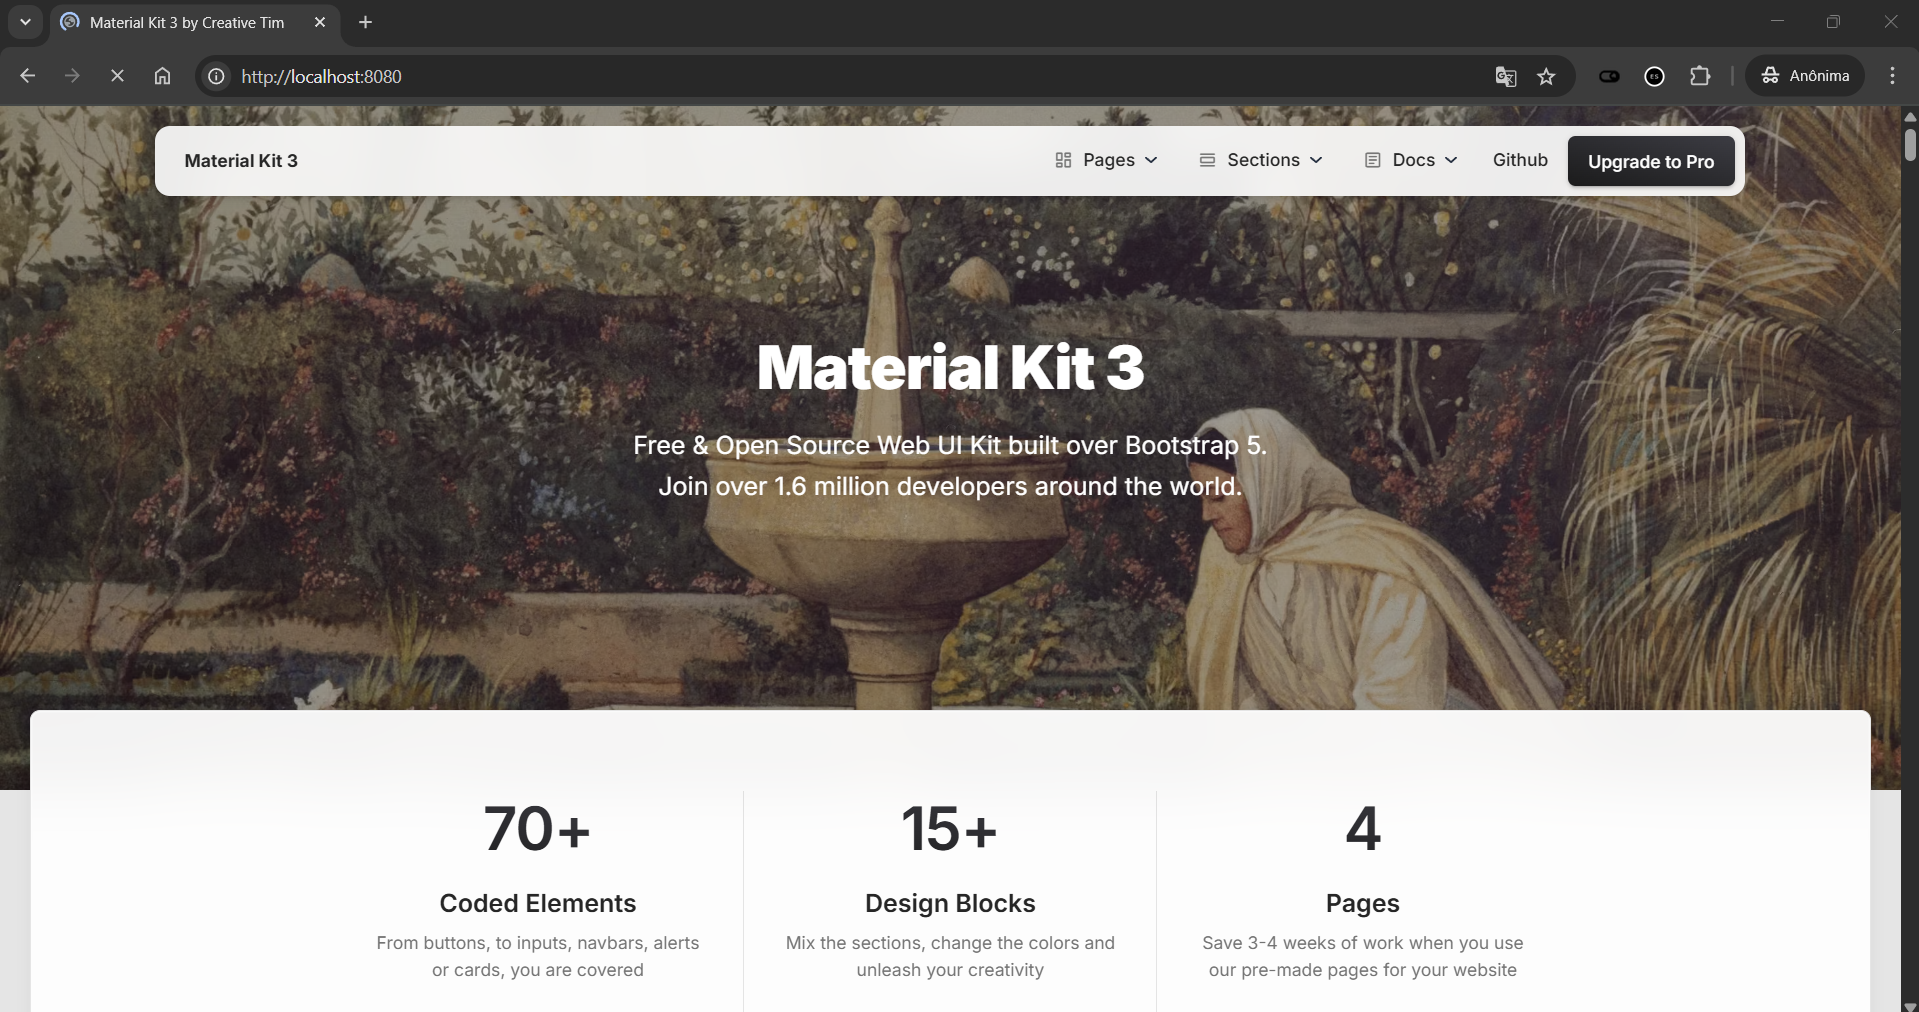 Material Kit 3 by Creative Tim
http://localhost:8080
Anônima
Material Kit 3
Pages
Sections
Docs
Github
Upgrade to Pro
Material Kit 3
Free & Open Source Web UI Kit built over Bootstrap 5.
Join over 1.6 million developers around the world.
70+
Coded Elements
From buttons, to inputs, navbars, alerts
or cards, you are covered
15+
Design Blocks
Mix the sections, change the colors and
unleash your creativity
4
Pages
Save 3-4 weeks of work when you use
our pre-made pages for your website